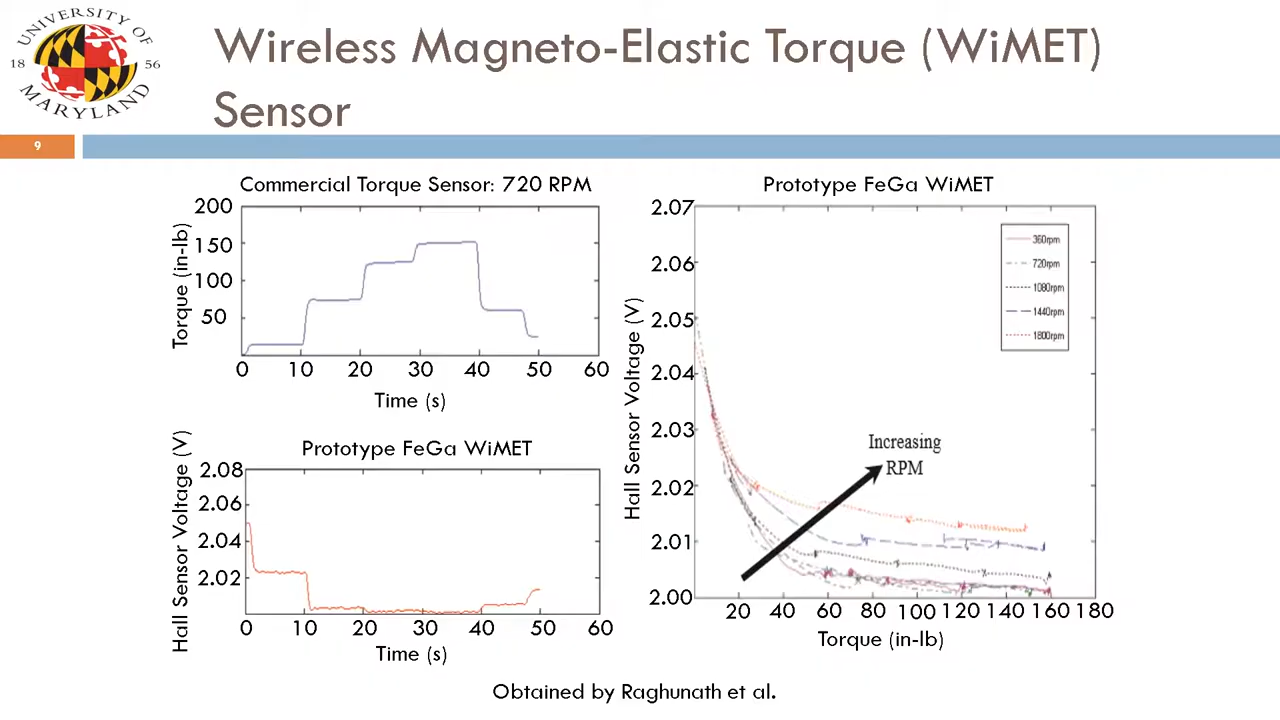 UNIVERSITY OF
18 56
MARYLAND
Wireless Magneto-Elastic Torque (WiMET)
Sensor
9
Commercial Torque Sensor: 720 RPM
200
150
100
50
Torque (in-lb)
0 10 20 30 40 50 60
Time (s)
Prototype FeGa WiMET
2.08
2.06
2.04
2.02
Hall Sensor Voltage (V)
0 10 20 30 40 50 60
Time (s)
Prototype FeGa WiMET
2.07
2.06
2.05
2.04
2.03
2.02
2.01
2.00
Hall Sensor Voltage (V)
360rpm
720rpm
1080rpm
1440rpm
1800rpm
Increasing
RPM
20 40 60 80 100 120 140 160 180
Torque (in-lb)
Obtained by Raghunath et al.